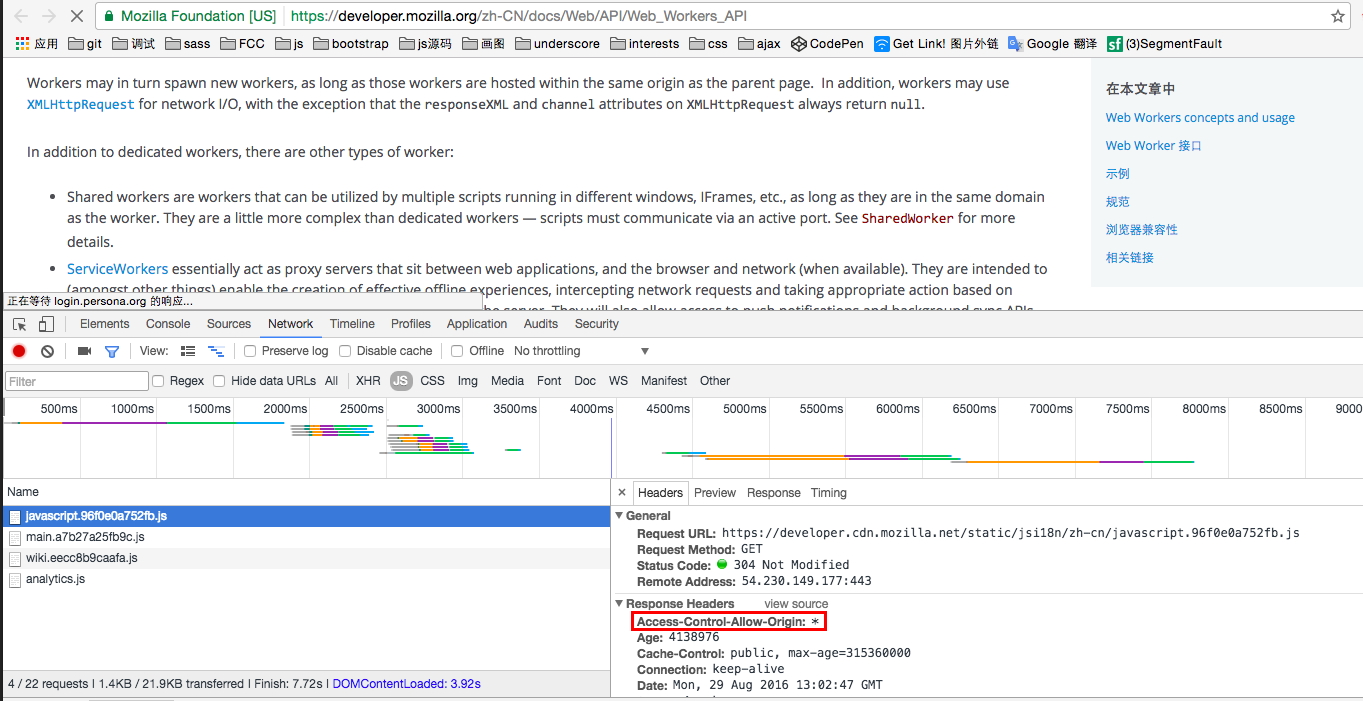 Mozilla Foundation [US] https://developer.mozilla.org/zh-CN/docs/Web/API/Web_Workers_API
应用 git 调试 sass FCC js bootstrap js源码 画图 underscore interests css ajax CodePen Get Link! 图片外链 Google 翻译 sf (3)SegmentFault
Workers may in turn spawn new workers, as long as those workers are hosted within the same origin as the parent page. In addition, workers may use
XMLHttpRequest for network I/O, with the exception that the responseXML and channel attributes on XMLHttpRequest always return null.
In addition to dedicated workers, there are other types of worker:
• Shared workers are workers that can be utilized by multiple scripts running in different windows, IFrames, etc., as long as they are in the same domain
as the worker. They are a little more complex than dedicated workers — scripts must communicate via an active port. See SharedWorker for more
details.
• ServiceWorkers essentially act as proxy servers that sit between web applications, and the browser and network (when available). They are intended to
(amongst other things) enable the creation of effective offline experiences, intercepting network requests and taking appropriate action based on
he server. They will also allow access to push notifications and background sync APIs.
在本文章中
Web Workers concepts and usage
Web Worker 接口
示例
规范
浏览器兼容性
相关链接
正在等待 login.persona.org 的响应...
Elements Console Sources Network Timeline Profiles Application Audits Security
View: Preserve log Disable cache Offline No throttling
Filter Regex Hide data URLs All XHR JS CSS Img Media Font Doc WS Manifest Other
500ms 1000ms 1500ms 2000ms 2500ms 3000ms 3500ms 4000ms 4500ms 5000ms 5500ms 6000ms 6500ms 7000ms 7500ms 8000ms 8500ms 9000
Name
javascript.96f0e0a752fb.js
main.a7b27a25fb9c.js
wiki.eecc8b9caafa.js
analytics.js
4 / 22 requests | 1.4KB / 21.9KB transferred | Finish: 7.72s | DOMContentLoaded: 3.92s
× Headers Preview Response Timing
General
Request URL: https://developer.cdn.mozilla.net/static/jsi18n/zh-cn/javascript.96f0e0a752fb.js
Request Method: GET
Status Code: 304 Not Modified
Remote Address: 54.230.149.177:443
Response Headers view source
Access-Control-Allow-Origin: *
Age: 4138976
Cache-Control: public, max-age=315360000
Connection: keep-alive
Date: Mon, 29 Aug 2016 13:02:47 GMT